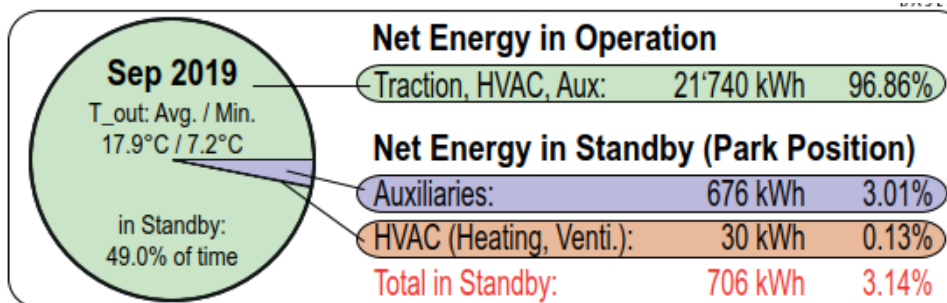 Sep 2019
T_out: Avg. / Min.
17.9°C / 7.2°C
in Standby:
49.0% of time
Net Energy in Operation
Traction, HVAC, Aux: 21‘740 kWh 96.86%
Net Energy in Standby (Park Position)
Auxiliaries: 676 kWh 3.01%
HVAC (Heating, Venti.): 30 kWh 0.13%
Total in Standby: 706 kWh 3.14%